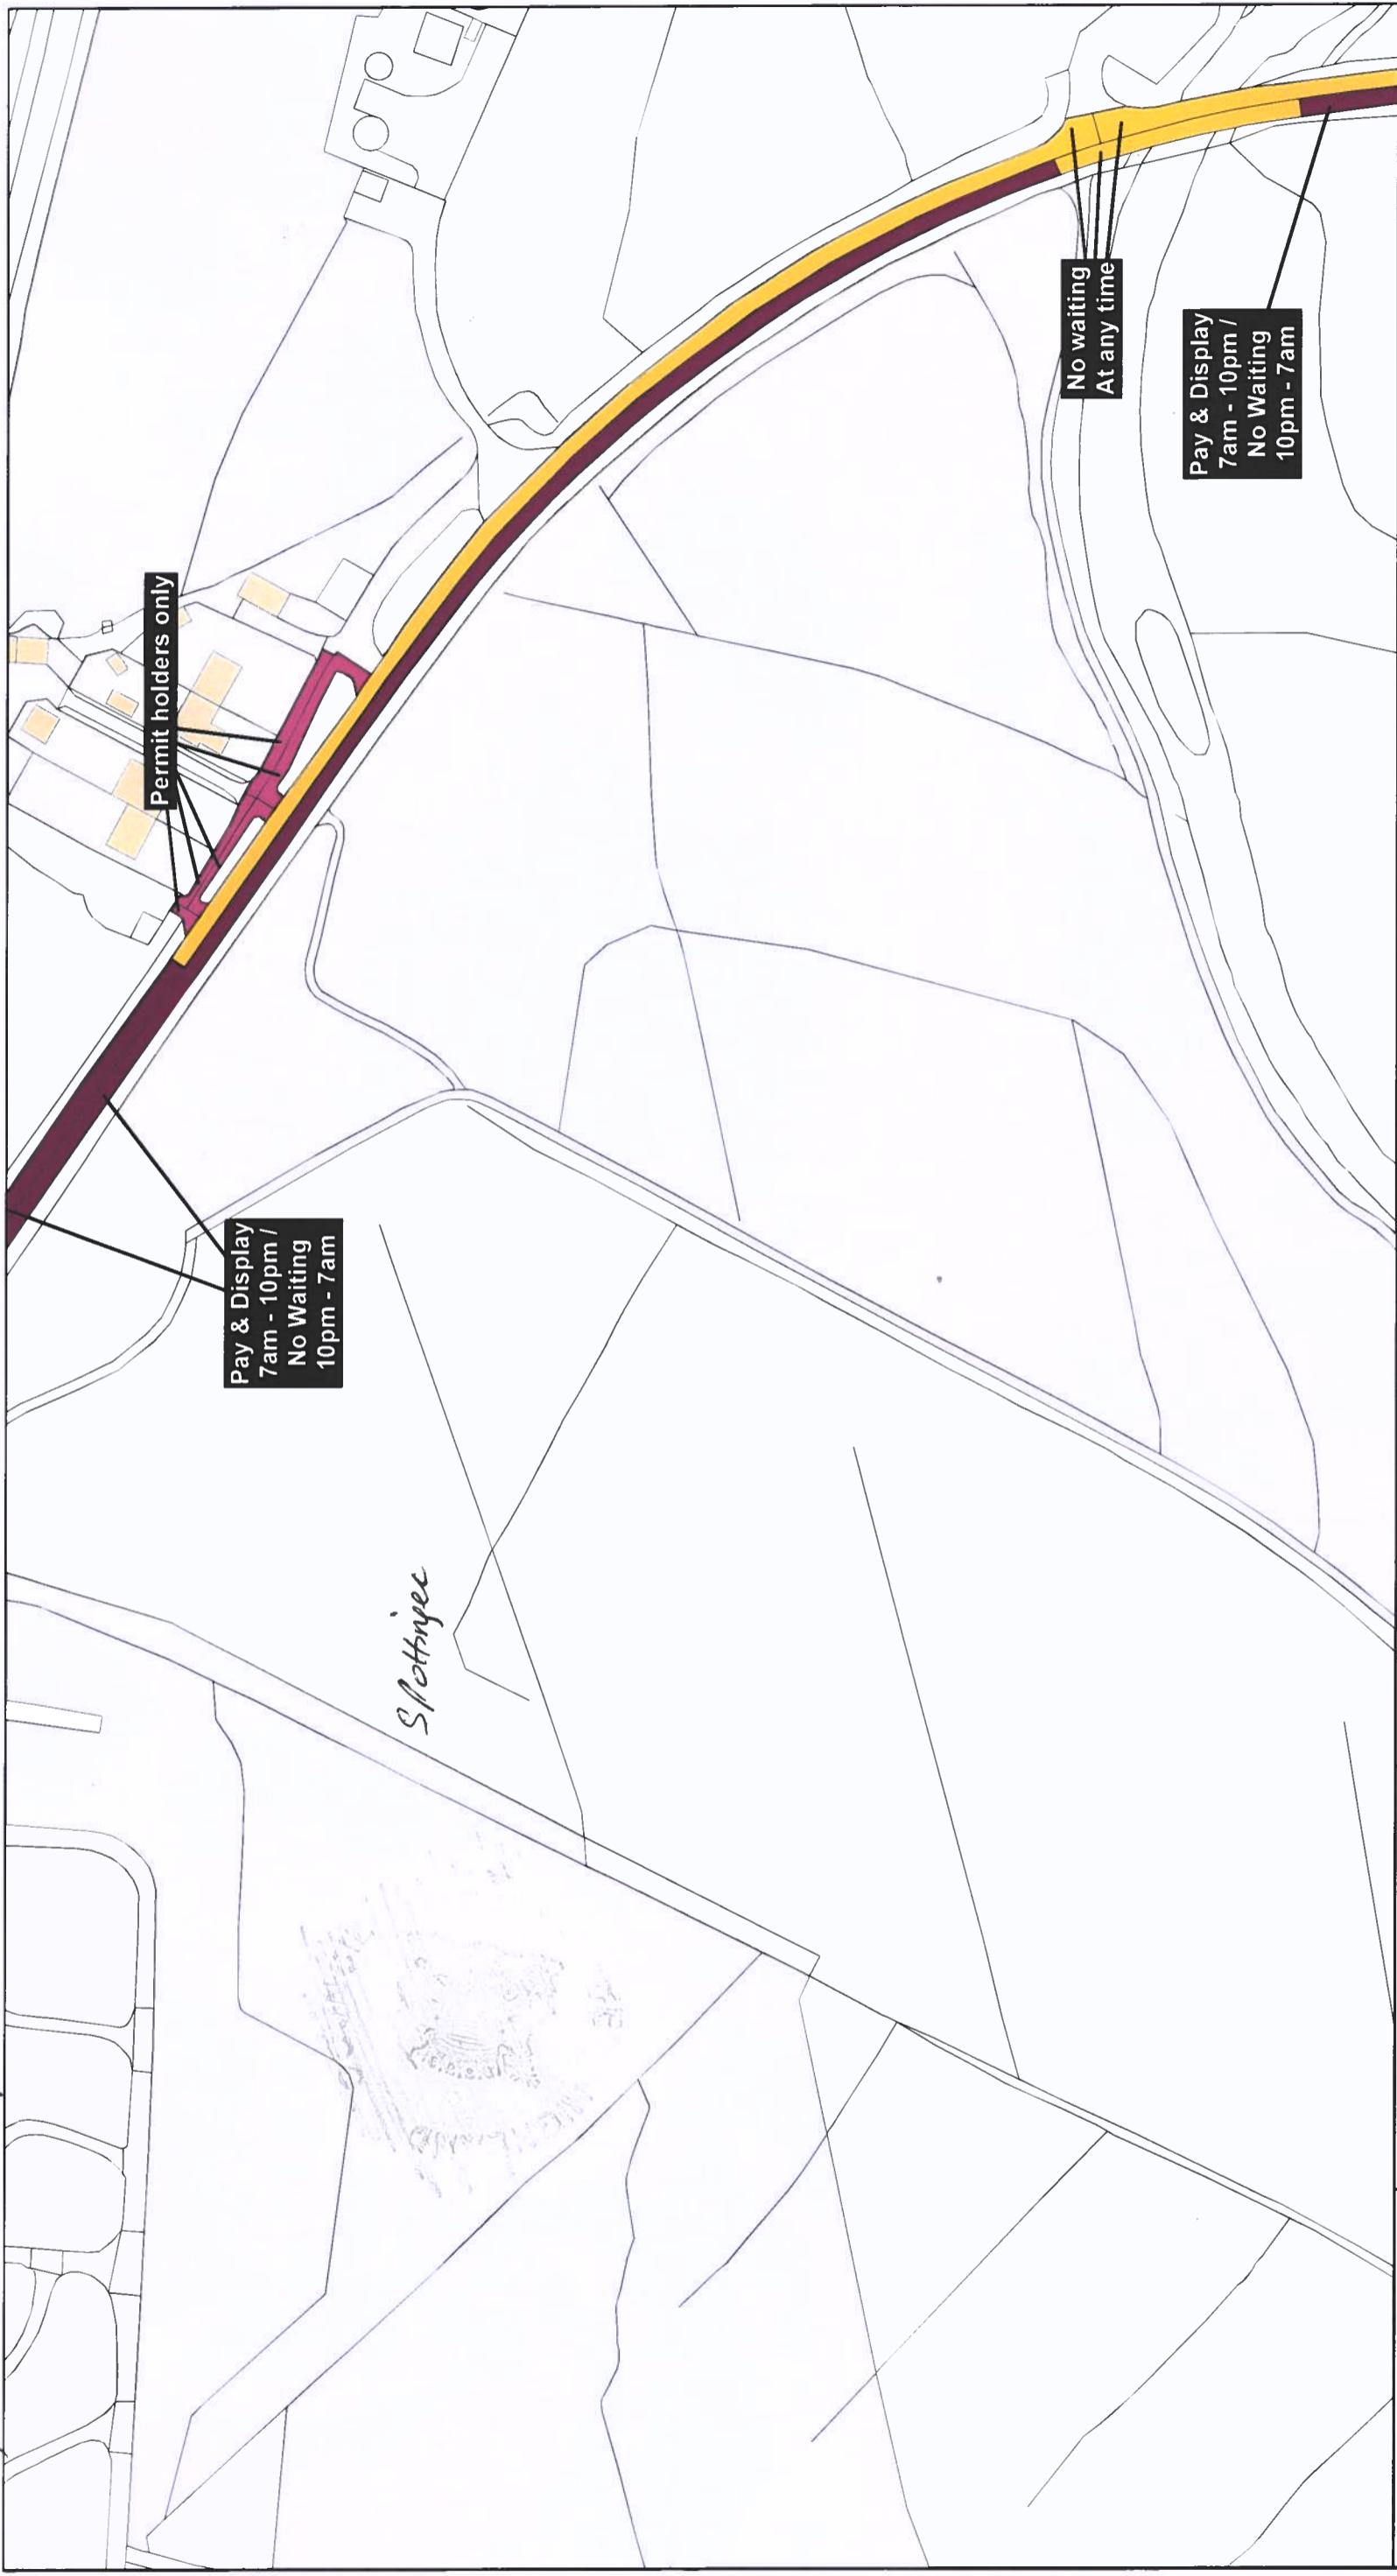 Permit holders only
No waiting
At any time
Pay & Display
7am - 10pm /
No Waiting
10pm - 7am
Pay & Display
7am - 10pm /
No Waiting
10pm - 7am